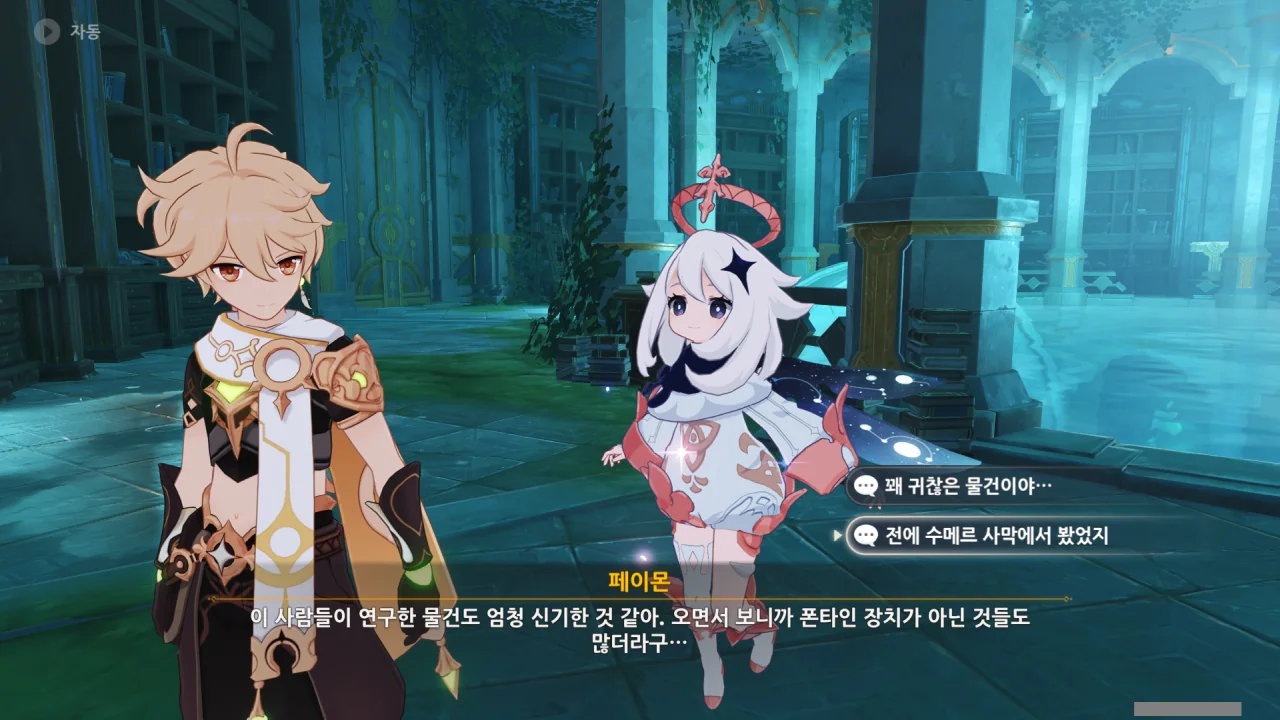 자동
꽤 귀찮은 물건이야…
전에 수메르 사막에서 봤었지
페이몬
이 사람들이 연구한 물건도 엄청 신기한 것 같아. 오면서 보니까 폰타인 장치가 아닌 것들도
많더라구…